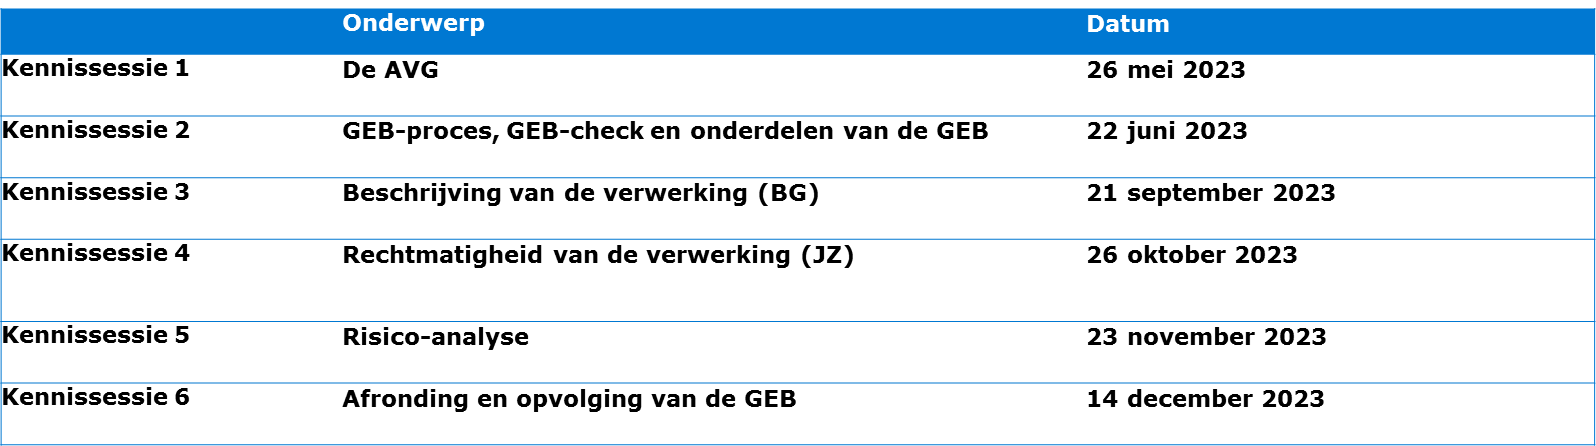 Onderwerp Datum
Kennissessie 1 De AVG 26 mei 2023
Kennissessie 2 GEB-proces, GEB-check en onderdelen van de GEB 22 juni 2023
Kennissessie 3 Beschrijving van de verwerking (BG) 21 september 2023
Kennissessie 4 Rechtmatigheid van de verwerking (JZ) 26 oktober 2023
Kennissessie 5 Risico-analyse 23 november 2023
Kennissessie 6 Afronding en opvolging van de GEB 14 december 2023